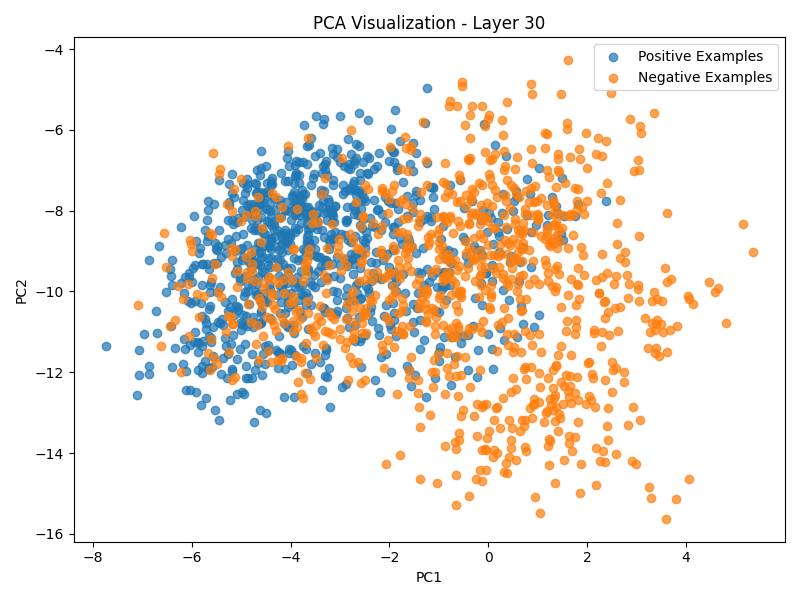 PCA Visualization - Layer 30
Positive Examples
Negative Examples
−4
−6
−8
−10
−12
−14
−16
PC2
−8
−6
−4
−2
0
2
4
PC1